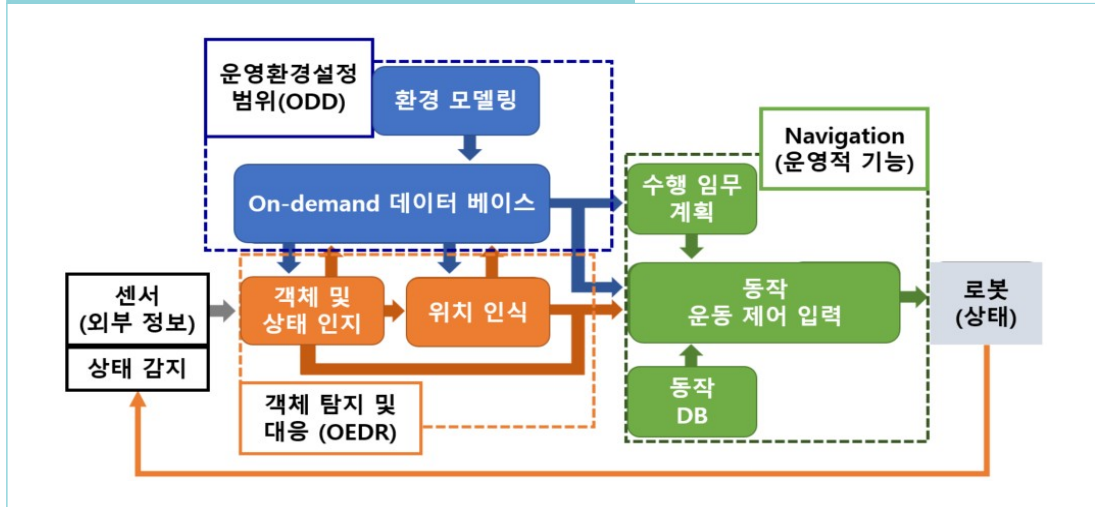 운영환경설정
범위(ODD)
환경 모델링
Navigation
(운영적 기능)
On-demand 데이터 베이스
수행 임무
계획
센서
(외부 정보)
상태 감지
객체 및
상태 인지
위치 인식
동작
운동 제어 입력
로봇
(상태)
객체 탐지 및
대응 (OEDR)
동작
DB